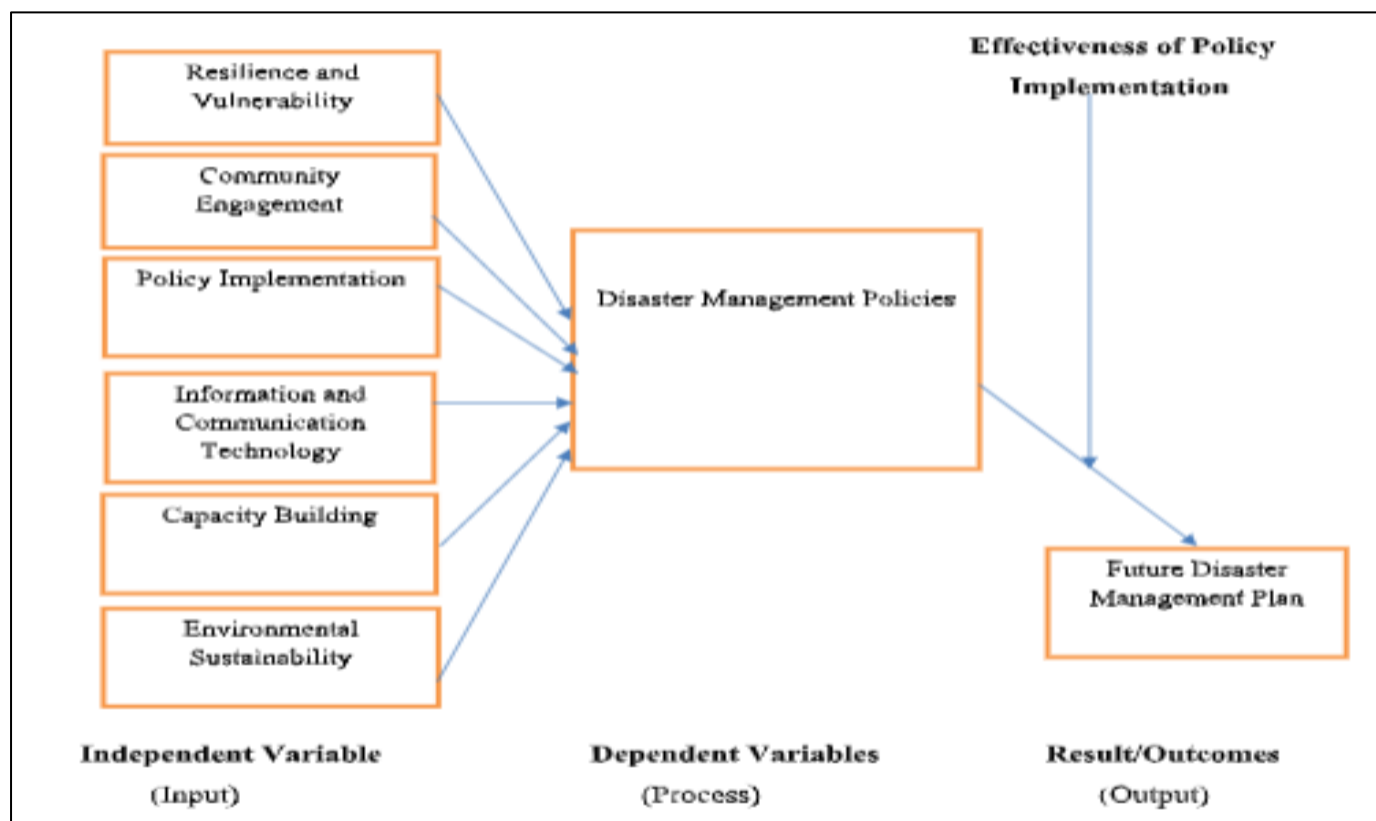 Effectiveness of Policy
Implementation
Resilience and
Vulnerability
Community
Engagement
Policy Implementation
Information and
Communication
Technology
Capacity Building
Environmental
Sustainability
Disaster Management Policies
Future Disaster
Management Plan
Independent Variable
(Input)
Dependent Variables
(Process)
Result/Outcomes
(Output)